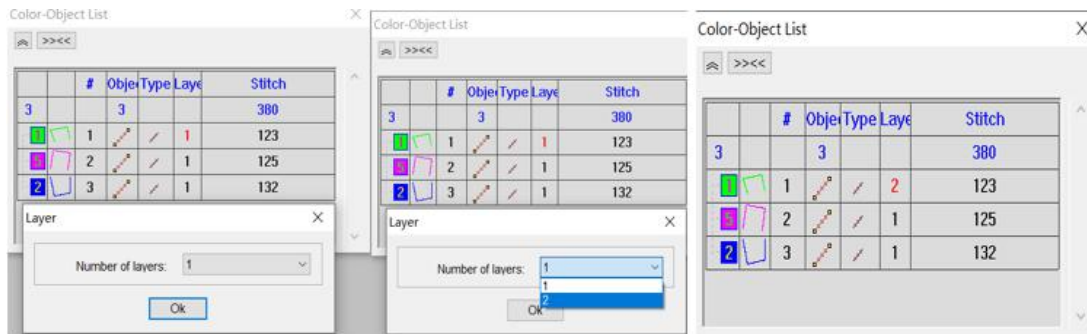 Color-Object List X
>><<
# Obje Type Laye Stitch
3 3 380
1 1 1 123
5 2 1 125
2 3 1 132
Layer X
Number of layers: 1
Ok
Color-Object List
>><<
# Obje Type Laye Stitch
3 3 380
1 1 1 123
5 2 1 125
2 3 1 132
Layer X
Number of layers: 1
1
2
Ok
Color-Object List X
>><<
# Obje Type Laye Stitch
3 3 380
1 1 2 123
5 2 1 125
2 3 1 132